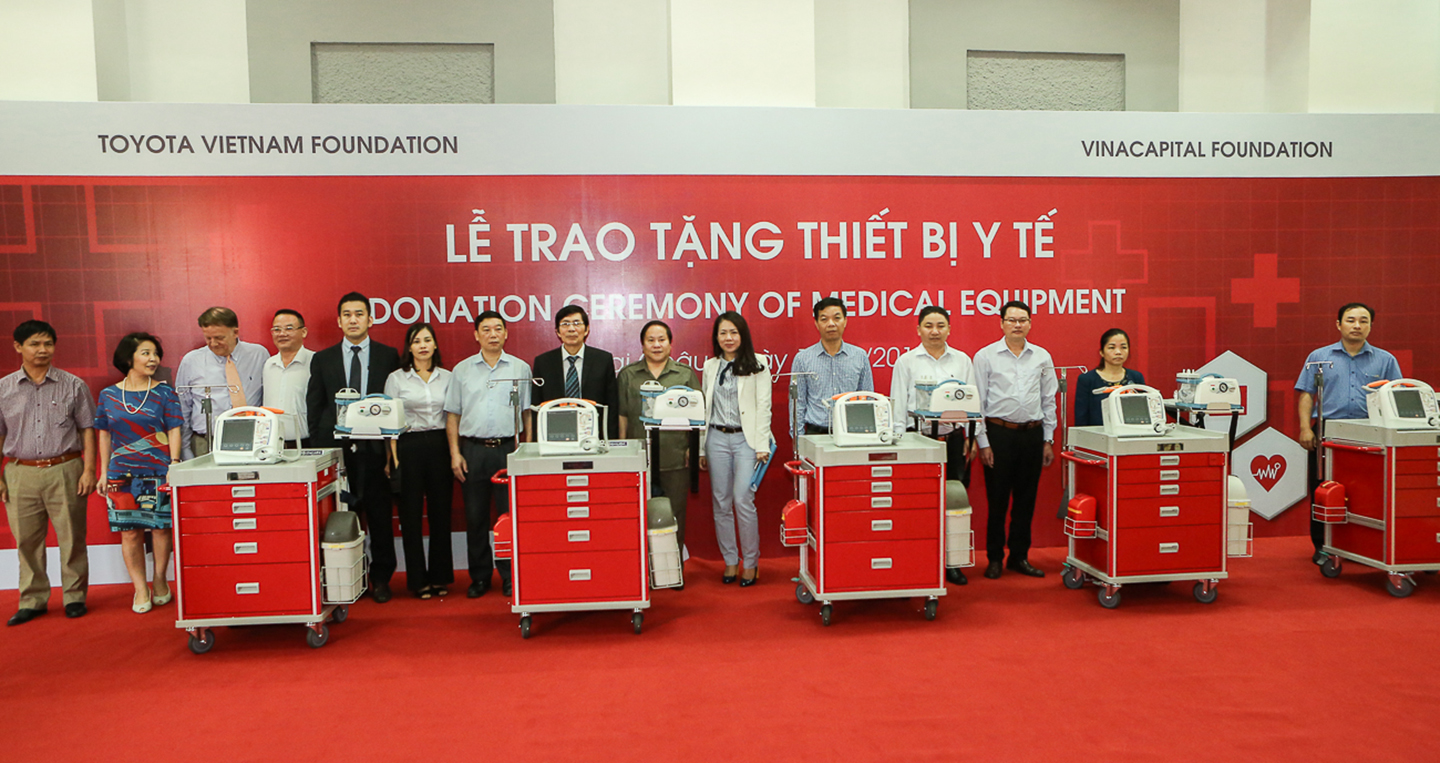 TOYOTA VIETNAM FOUNDATION
VINACAPITAL FOUNDATION
LỄ TRAO TẶNG THIẾT BỊ Y TẾ
DONATION CEREMONY OF MEDICAL EQUIPMENT